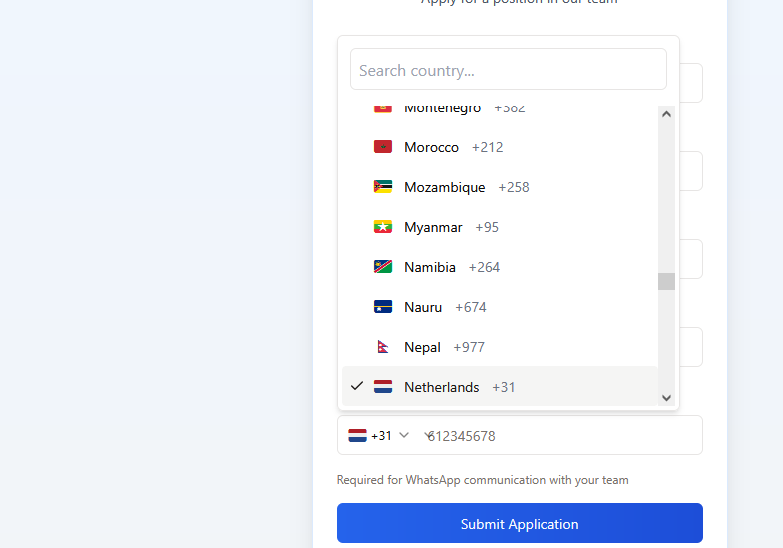 Apply for a position in our team
Search country...
Montenegro +382
Morocco +212
Mozambique +258
Myanmar +95
Namibia +264
Nauru +674
Nepal +977
Netherlands +31
+31 612345678
Required for WhatsApp communication with your team
Submit Application